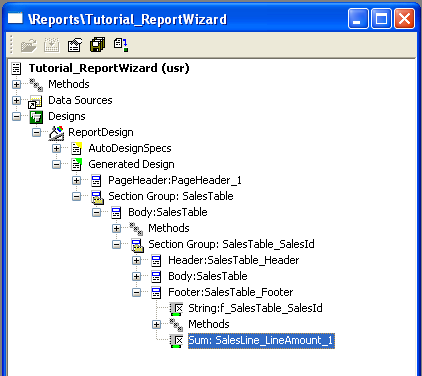 \Reports\Tutorial_ReportWizard
Tutorial_ReportWizard (usr)
Methods
Data Sources
Designs
ReportDesign
AutoDesignSpecs
Generated Design
PageHeader:PageHeader_1
Section Group: SalesTable
Body:SalesTable
Methods
Section Group: SalesTable_SalesId
Header:SalesTable_Header
Body:SalesTable
Footer:SalesTable_Footer
String:f_SalesTable_SalesId
Methods
Sum: SalesLine_LineAmount_1